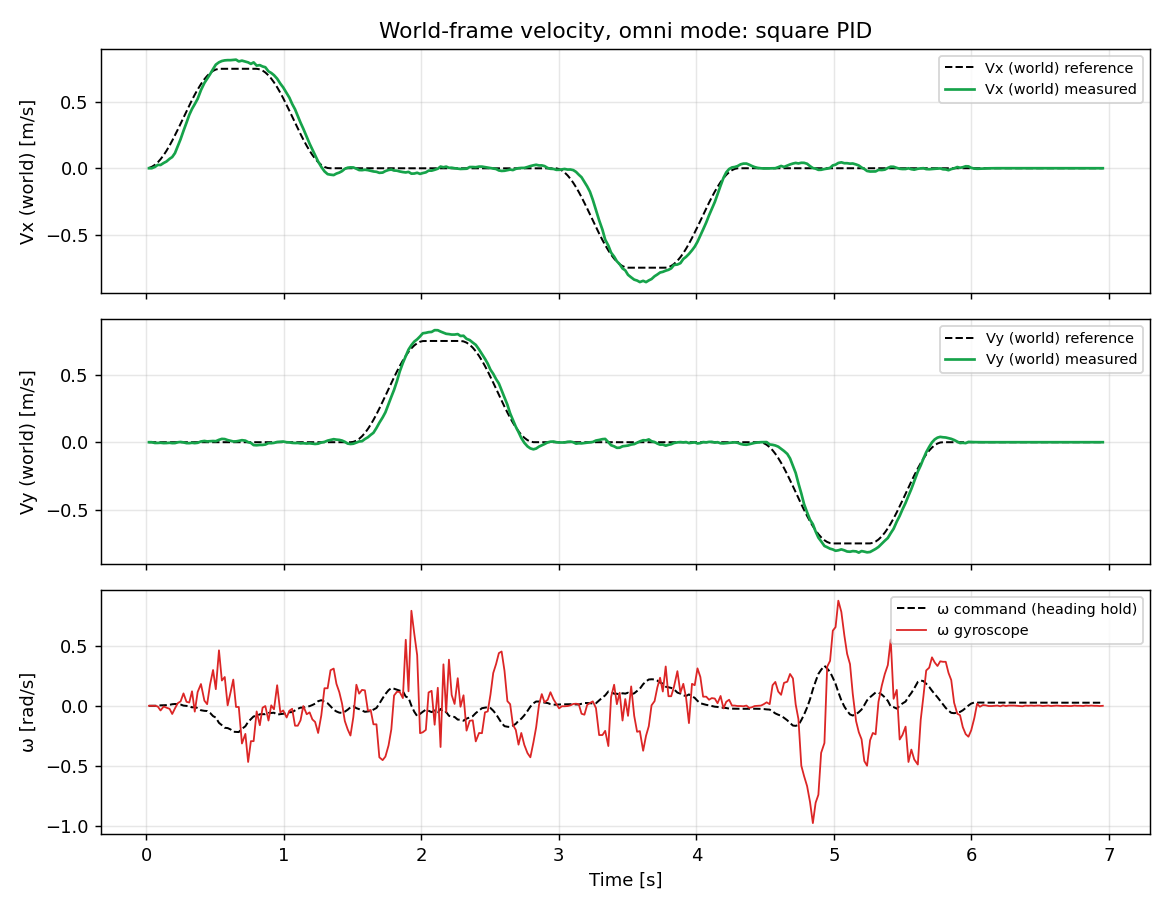 World-frame velocity, omni mode: square PID
Vx (world) [m/s]
0.5
0.0
−0.5
Vx (world) reference
Vx (world) measured
Vy (world) [m/s]
0.5
0.0
−0.5
Vy (world) reference
Vy (world) measured
ω [rad/s]
0.5
0.0
−0.5
−1.0
ω command (heading hold)
ω gyroscope
0 1 2 3 4 5 6 7
Time [s]